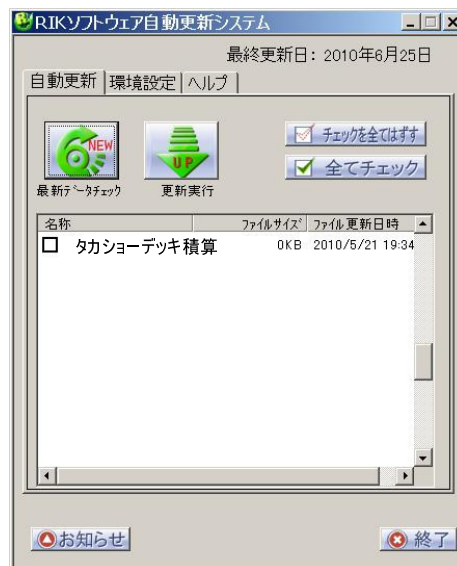 RIKソフトウェア自動更新システム
最終更新日：2010年6月25日
自動更新 環境設定 ヘルプ
NEW
UP
チェックを全てはずす
全てチェック
最新ﾃﾞｰﾀﾁｪｯｸ 更新実行
名称 ﾌｧｲﾙｻｲｽﾞ ﾌｧｲﾙ更新日時
タカショーデッキ積算 0KB 2010/5/21 19:34
お知らせ 終了